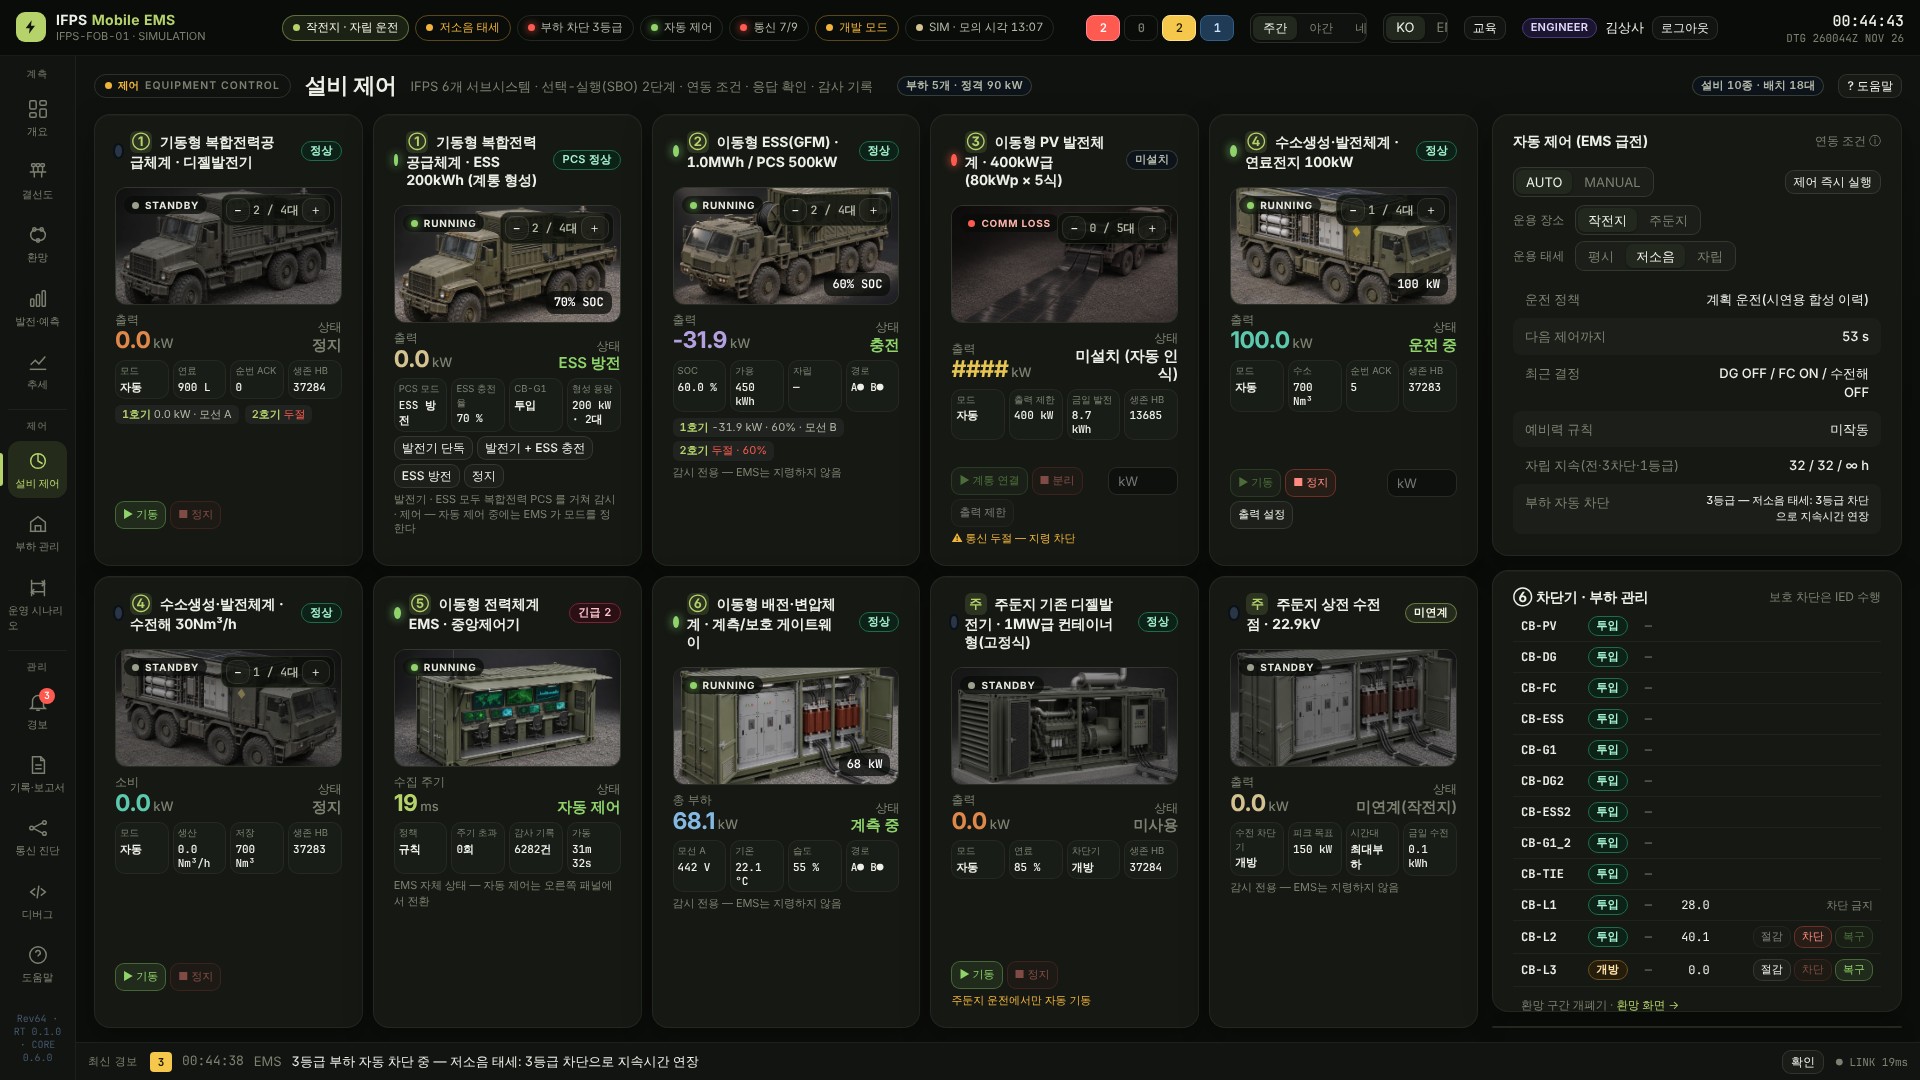 IFPS Mobile EMS
IFPS-FOB-01 · SIMULATION
작전지 · 자립 운전
저소음 태세
부하 차단 3등급
자동 제어
통신 7/9
개발 모드
SIM · 모의 시각 13:07
2 0 2 1
주간 야간
KO
교육
ENGINEER 김상사 로그아웃
00:44:43
DTG 260044Z NOV 26
계측
개요
결선도
환망
발전·예측
추세
제어
설비 제어
부하 관리
운영 시나리오
관리
3
경보
기록·보고서
통신 진단
디버그
도움말
Rev64 ·
RT 0.1.0
· CORE
0.6.0
제어 EQUIPMENT CONTROL
설비 제어
IFPS 6개 서브시스템 · 선택-실행(SBO) 2단계 · 연동 조건 · 응답 확인 · 감사 기록
부하 5개 · 정격 90 kW
설비 10종 · 배치 18대
? 도움말
① 기동형 복합전력공
급체계 · 디젤발전기
정상
STANDBY
− 2 / 4대 +
출력
0.0 kW
상태
정지
모드 자동
연료 900 L
순번 ACK 0
생존 HB 37284
1호기 0.0 kW · 모선 A
2호기 두절
▶ 기동 ■ 정지
① 기동형 복합전력
공급체계 · ESS
200kWh (계통 형성)
PCS 정상
RUNNING
− 2 / 4대 +
70% SOC
출력
0.0 kW
상태
ESS 방전
PCS 모드 ESS 방전
ESS 충전율 70 %
CB-G1 투입
형성 용량 200 kW · 2대
발전기 단독
발전기 + ESS 충전
ESS 방전
정지
발전기 · ESS 모두 복합전력 PCS 를 거쳐 감시
· 제어 — 자동 제어 중에는 EMS 가 모드를 정
한다
② 이동형 ESS(GFM) ·
1.0MWh / PCS 500kW
정상
RUNNING
− 2 / 4대 +
60% SOC
출력
-31.9 kW
상태
충전
SOC 60.0 %
가용 450 kWh
자립 —
경로 A● B●
1호기 -31.9 kW · 60% · 모선 B
2호기 두절 · 60%
감시 전용 — EMS는 지령하지 않음
③ 이동형 PV 발전체
계 · 400kW급
(80kWp × 5식)
미설치
COMM LOSS
− 0 / 5대 +
출력
#### kW
상태
미설치 (자동 인
식)
모드 자동
출력 제한 400 kW
금일 발전 8.7 kWh
생존 HB 13685
▶ 계통 연결 ■ 분리 kW
출력 제한
⚠ 통신 두절 — 지령 차단
④ 수소생성·발전체계 ·
연료전지 100kW
정상
RUNNING
− 1 / 4대 +
100 kW
출력
100.0 kW
상태
운전 중
모드 자동
수소 700 Nm³
순번 ACK 5
생존 HB 37283
▶ 기동 ■ 정지 kW
출력 설정
④ 수소생성·발전체계 ·
수전해 30Nm³/h
정상
STANDBY
− 1 / 4대 +
소비
0.0 kW
상태
정지
모드 자동
생산 0.0 Nm³/h
저장 700 Nm³
생존 HB 37283
▶ 기동 ■ 정지
⑤ 이동형 전력체계
EMS · 중앙제어기
긴급 2
RUNNING
수집 주기
19 ms
상태
자동 제어
정책 규칙
주기 초과 0회
감사 기록 6282건
가동 31m 32s
EMS 자체 상태 — 자동 제어는 오른쪽 패널에
서 전환
⑥ 이동형 배전·변압체
계 · 계측/보호 게이트웨
이
정상
RUNNING
68 kW
총 부하
68.1 kW
상태
계측 중
모선 A 442 V
기온 22.1 °C
습도 55 %
경로 A● B●
감시 전용 — EMS는 지령하지 않음
주 주둔지 기존 디젤발
전기 · 1MW급 컨테이너
형(고정식)
정상
STANDBY
출력
0.0 kW
상태
미사용
모드 자동
연료 85 %
차단기 개방
생존 HB 37284
▶ 기동 ■ 정지
주둔지 운전에서만 자동 기동
주 주둔지 상전 수전
점 · 22.9kV
미연계
STANDBY
출력
0.0 kW
상태
미연계(작전지)
수전 차단기 개방
피크 목표 150 kW
시간대 최대부하
금일 수전 0.1 kWh
감시 전용 — EMS는 지령하지 않음
자동 제어 (EMS 급전)
연동 조건 ⓘ
AUTO MANUAL
제어 즉시 실행
운용 장소 작전지 주둔지
운용 태세 평시 저소음 자립
운전 정책 계획 운전(시연용 합성 이력)
다음 제어까지 53 s
최근 결정 DG OFF / FC ON / 수전해
OFF
예비력 규칙 미작동
자립 지속(전·3차단·1등급) 32 / 32 / ∞ h
부하 자동 차단 3등급 — 저소음 태세: 3등급 차단
으로 지속시간 연장
⑥ 차단기 · 부하 관리
보호 차단은 IED 수행
CB-PV 투입 —
CB-DG 투입 —
CB-FC 투입 —
CB-ESS 투입 —
CB-G1 투입 —
CB-DG2 투입 —
CB-ESS2 투입 —
CB-G1_2 투입 —
CB-TIE 투입 —
CB-L1 투입 — 28.0 차단 금지
CB-L2 투입 — 40.1 절감 차단 복구
CB-L3 개방 — 0.0 절감 차단 복구
환망 구간 개폐기 · 환망 화면 →
최신 경보 3 00:44:38 EMS 3등급 부하 자동 차단 중 — 저소음 태세: 3등급 차단으로 지속시간 연장
확인
LINK 19ms